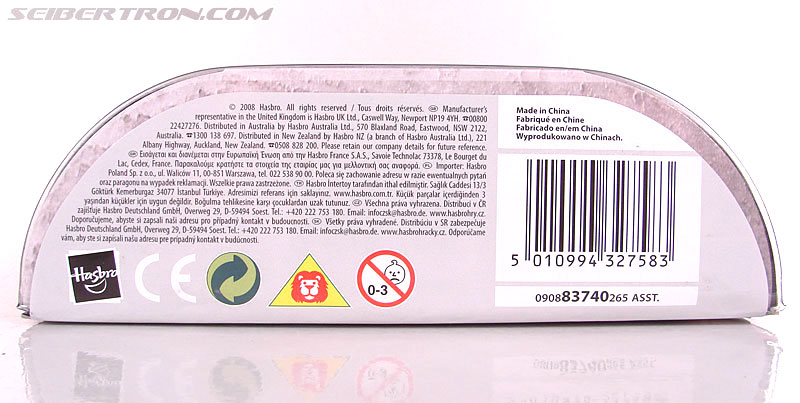 SEIBERTRON.COM
© 2008 Hasbro. All rights reserved / Tous droits réservés. GB Manufacturer's
representative in the United Kingdom is Hasbro UK Ltd., Caswell Way, Newport NP19 4YH. ☎00800
22427276. Distributed in Australia by Hasbro Australia Ltd., 570 Blaxland Road, Eastwood, NSW 2122,
Australia. ☎1300 138 697. Distributed in New Zealand by Hasbro NZ (a branch of Hasbro Australia Pty Ltd.), 221
Albany Highway, Auckland, New Zealand. ☎0508 828 200. Please retain our company details for future reference.
GR Εισάγεται και διανέμεται στην Ευρωπαϊκή Ένωση από την Hasbro France S.A.S., Savoie Technolac 73378, Le Bourget du
Lac, Cedex, France. Παρακαλούμε κρατήστε τα στοιχεία της εταιρίας μας για μελλοντική σας αναφορά. PL Importer: Hasbro
Poland Sp. z o.o., ul. Waliców 11, 00-851 Warszawa, tel. 022 538 90 00. Poleca się zachowanie adresu w razie ewentualnych pytań
oraz paragonu na wypadek reklamacji. Wszelkie prawa zastrzeżone. TR Hasbro Intertoy tarafından ithal edilmiştir. Sağlık Caddesi 13/3
Göktürk Kemerburgaz 34077 İstanbul Türkiye. Adresimizi referans için saklayınız. www.hasbro.com.tr. Küçük parçalar içerdiğinden 3
yaşından küçükler için uygun değildir. Boğulma tehlikesine karşı çocuklardan uzak tutunuz. CZ Všechna práva vyhrazena. Distribuci v ČR
zajišťuje Hasbro Deutschland GmbH, Overweg 29, D-59494 Soest. Tel.: +420 222 753 180. Email: infoczsk@hasbro.de. www.hasbrohry.cz.
Doporučujeme, abyste si zapsali naši adresu pro případný kontakt v budoucnosti. SK Všetky práva vyhradené. Distribúciu v SR zabezpečuje
Hasbro Deutschland GmbH, Overweg 29, D-59494 Soest. Tel.: +420 222 753 180. Email: infoczsk@hasbro.de. www.hasbrohracky.cz. Odporúčame
vám, aby ste si zapísali našu adresu pre prípadný kontakt v budúcnosti.
Made in China
Fabriqué en Chine
Fabricado en/em China
Wyprodukowano w Chinach.
5 010994 327583
090883740265 ASST.
Hasbro
CE
0-3